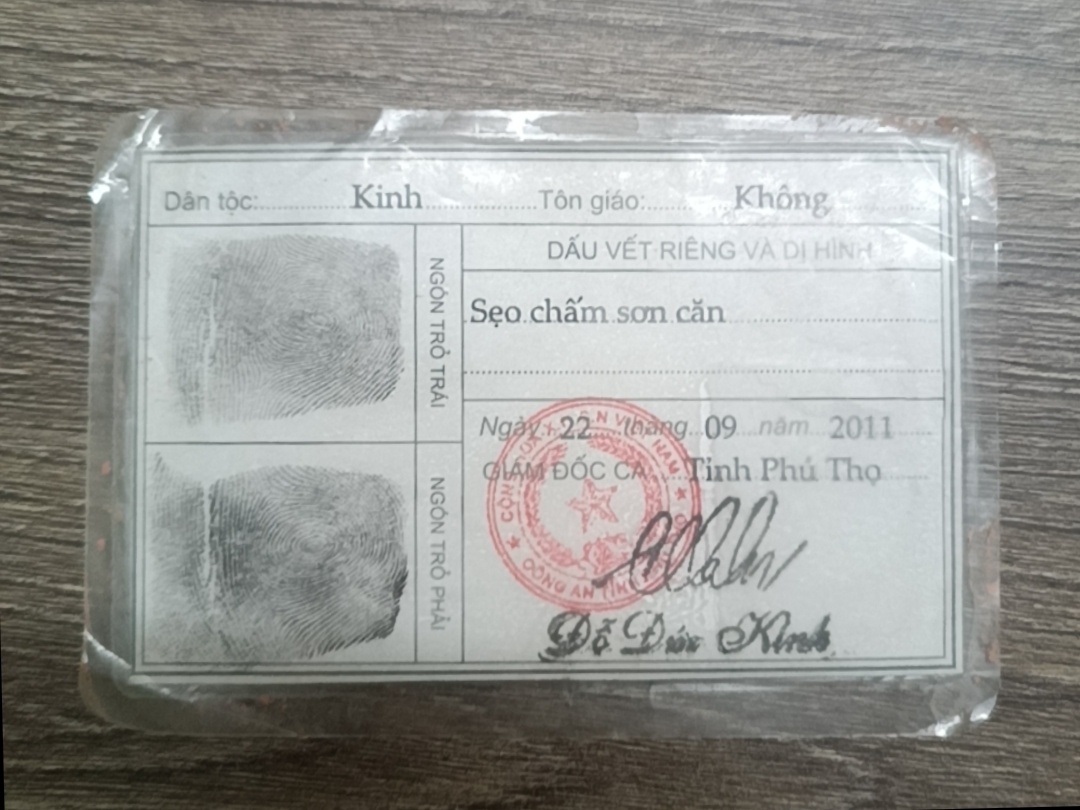 Dân tộc: Kinh Tôn giáo: Không
DẤU VẾT RIÊNG VÀ DỊ HÌNH
NGÓN TRỎ TRÁI
Sẹo chấm sơn căn
Ngày 22 tháng 09 năm 2011
GIÁM ĐỐC CA Tỉnh Phú Thọ
NGÓN TRỎ PHẢI
VIỆT NAM
CÔNG AN TỈNH
Đỗ Đức Kính